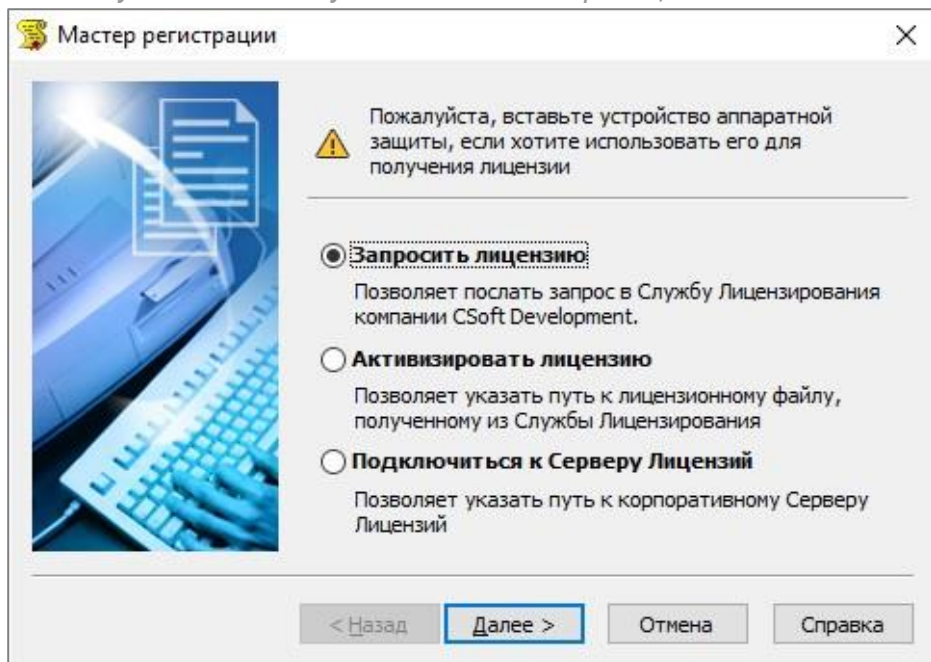 Мастер регистрации
Пожалуйста, вставьте устройство аппаратной
защиты, если хотите использовать его для
получения лицензии
Запросить лицензию
Позволяет послать запрос в Службу Лицензирования
компании CSoft Development.
Активизировать лицензию
Позволяет указать путь к лицензионному файлу,
полученному из Службы Лицензирования
Подключиться к Серверу Лицензий
Позволяет указать путь к корпоративному Серверу
Лицензий
< Назад
Далее >
Отмена
Справка